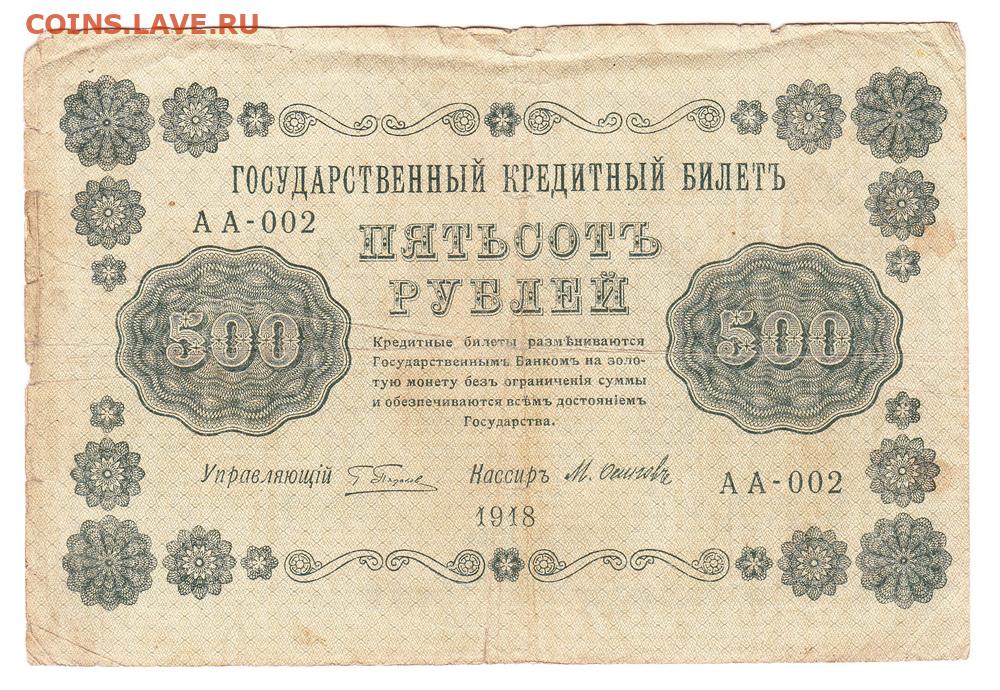 COINS.LAVE.RU
ГОСУДАРСТВЕННЫЙ КРЕДИТНЫЙ БИЛЕТЪ
АА-002
ПЯТЬСОТЪ
РУБЛЕЙ
500
500
Кредитные билеты размѣниваются
Государственнымъ Банкомъ на золо-
тую монету безъ ограниченія суммы
и обезпечиваются всѣмъ достояніемъ
Государства.
Управляющій Кассиръ М. Осиповъ
АА-002
1918